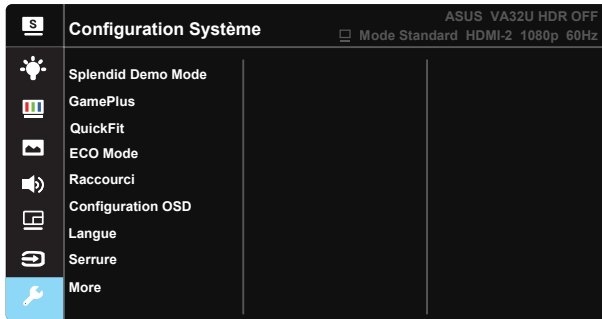 S
Configuration Système
ASUS VA32U HDR OFF
Mode Standard HDMI-2 1080p 60Hz
Splendid Demo Mode
GamePlus
QuickFit
ECO Mode
Raccourci
Configuration OSD
Langue
Serrure
More